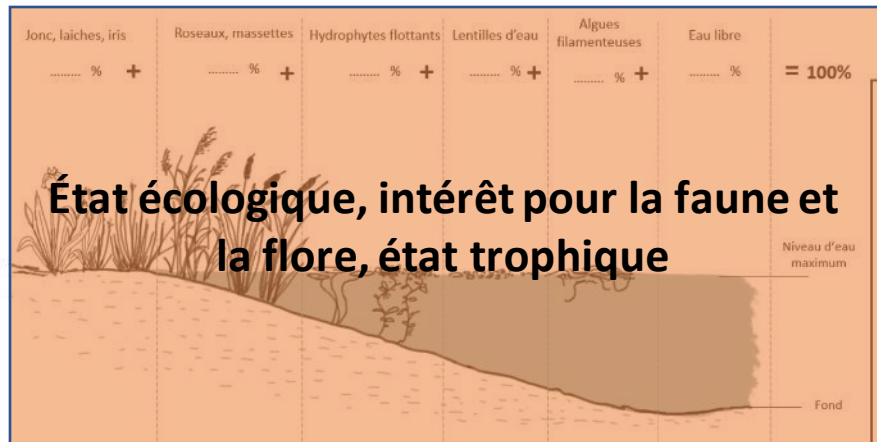 Jonc, laîches, iris
Roseaux, massettes
Hydrophytes flottants
Lentilles d'eau
Algues
filamenteuses
Eau libre
......... % +
......... % +
......... % +
......... % +
......... % +
......... %
= 100%
État écologique, intérêt pour la faune et
la flore, état trophique
Niveau d'eau
maximum
Fond